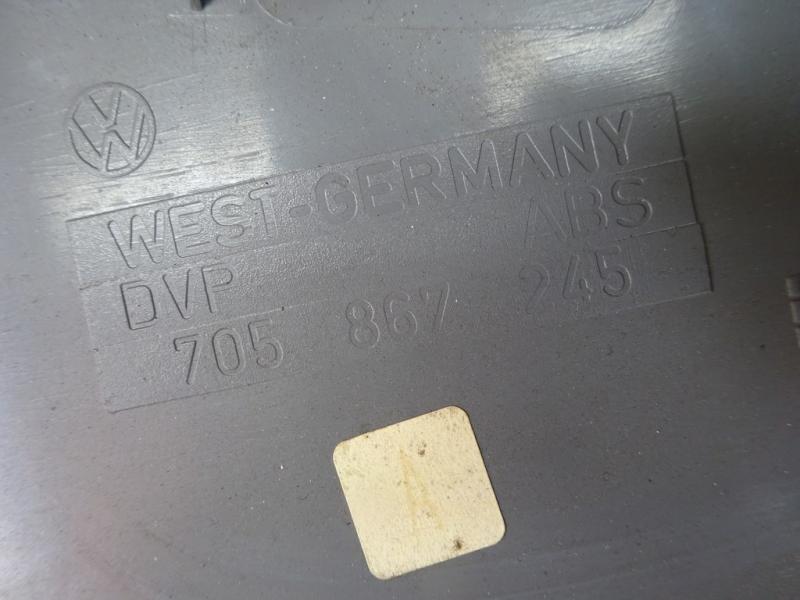 WEST-GERMANY
DVP ABS
705 867 245
A